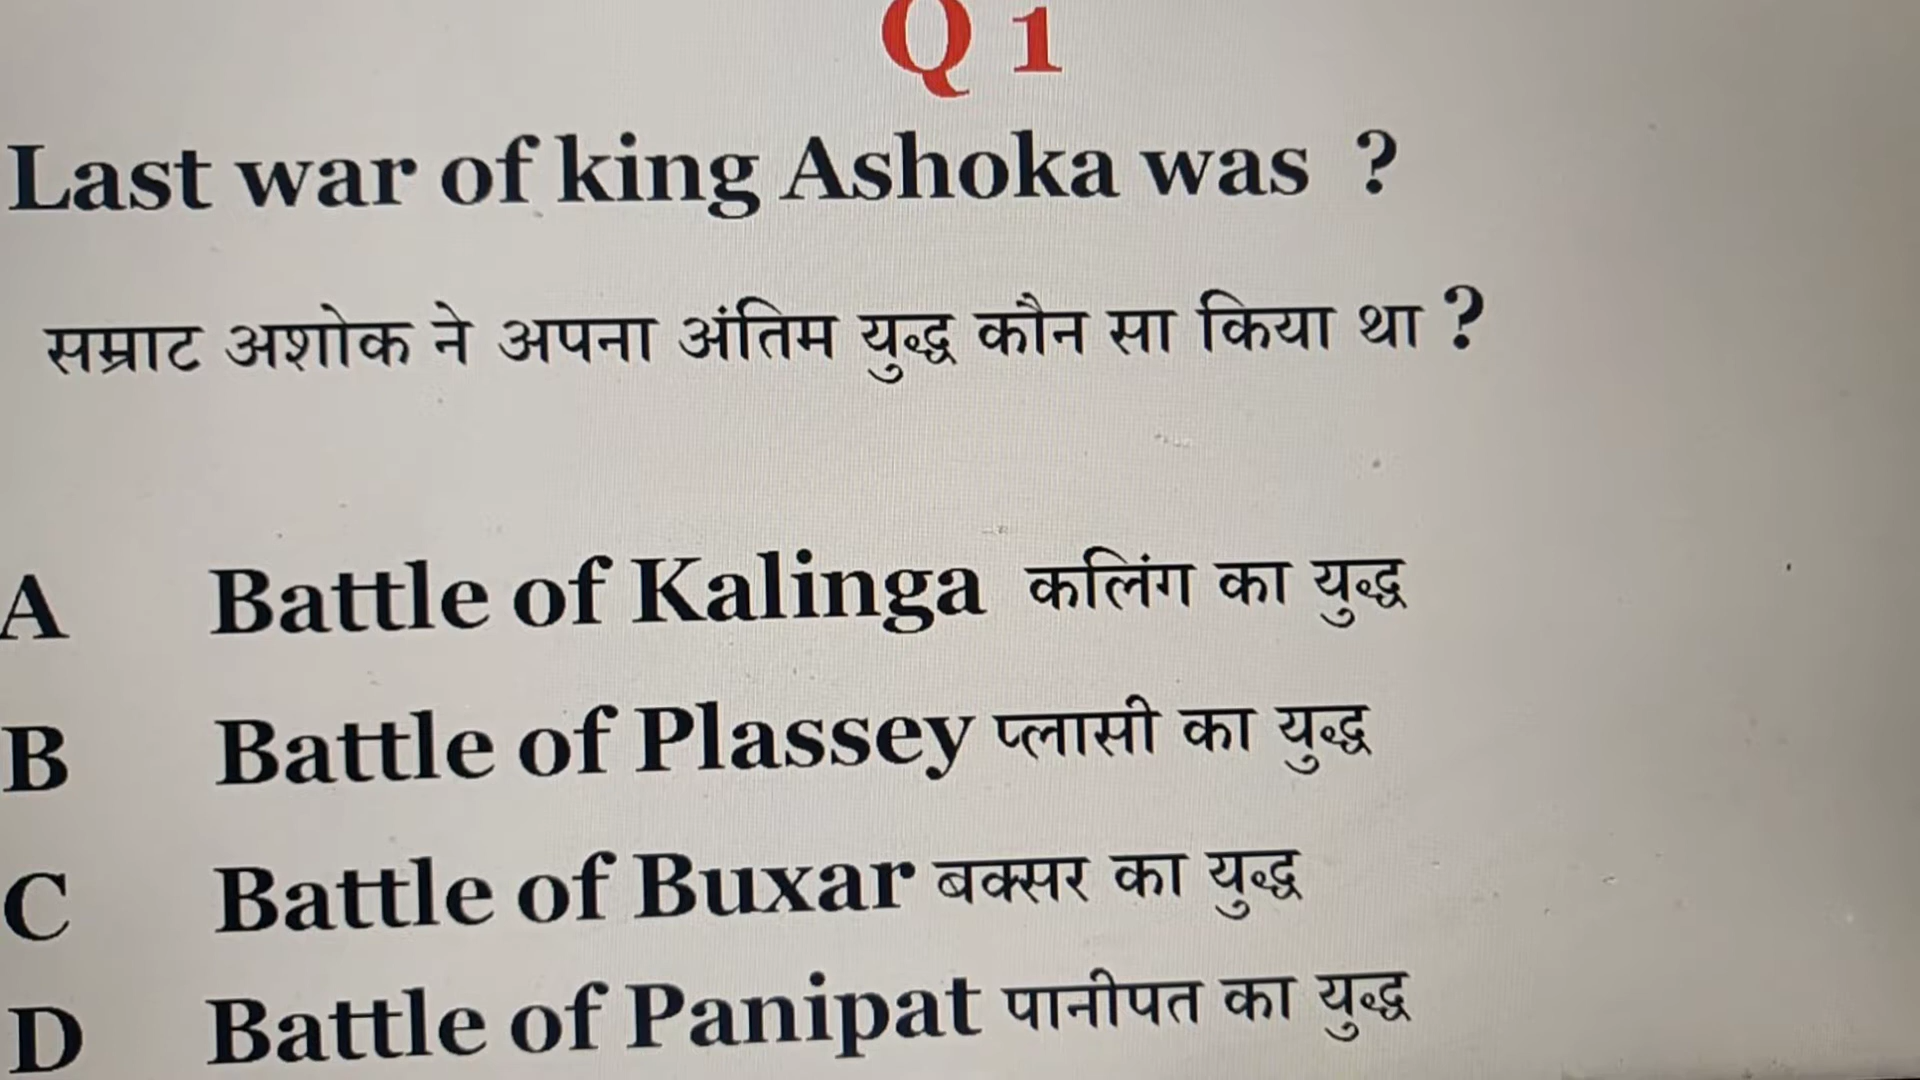 Q 1
Last war of king Ashoka was ?
सम्राट अशोक ने अपना अंतिम युद्ध कौन सा किया था ?
A Battle of Kalinga कलिंग का युद्ध
B Battle of Plassey प्लासी का युद्ध
C Battle of Buxar बक्सर का युद्ध
D Battle of Panipat पानीपत का युद्ध